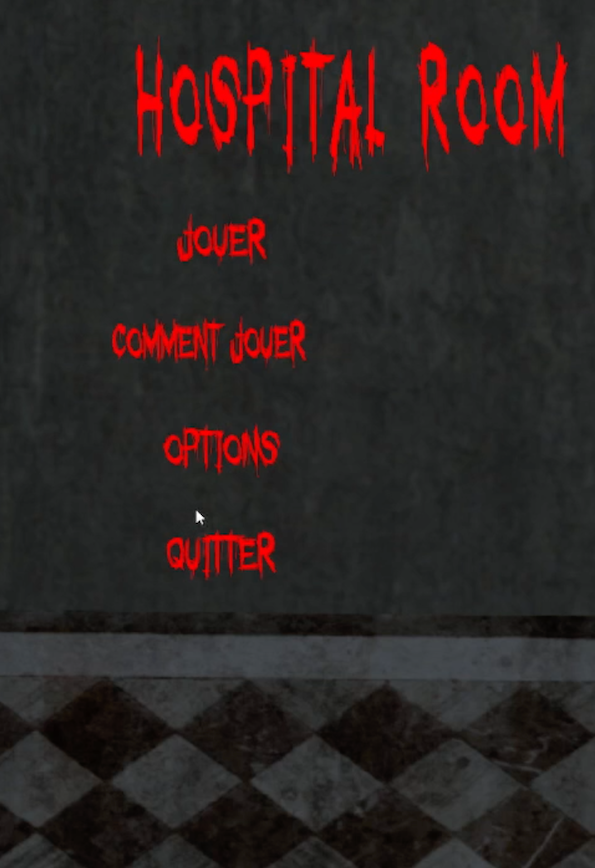 HOSPITAL ROOM
JOUER
COMMENT JOUER
OPTIONS
QUITTER